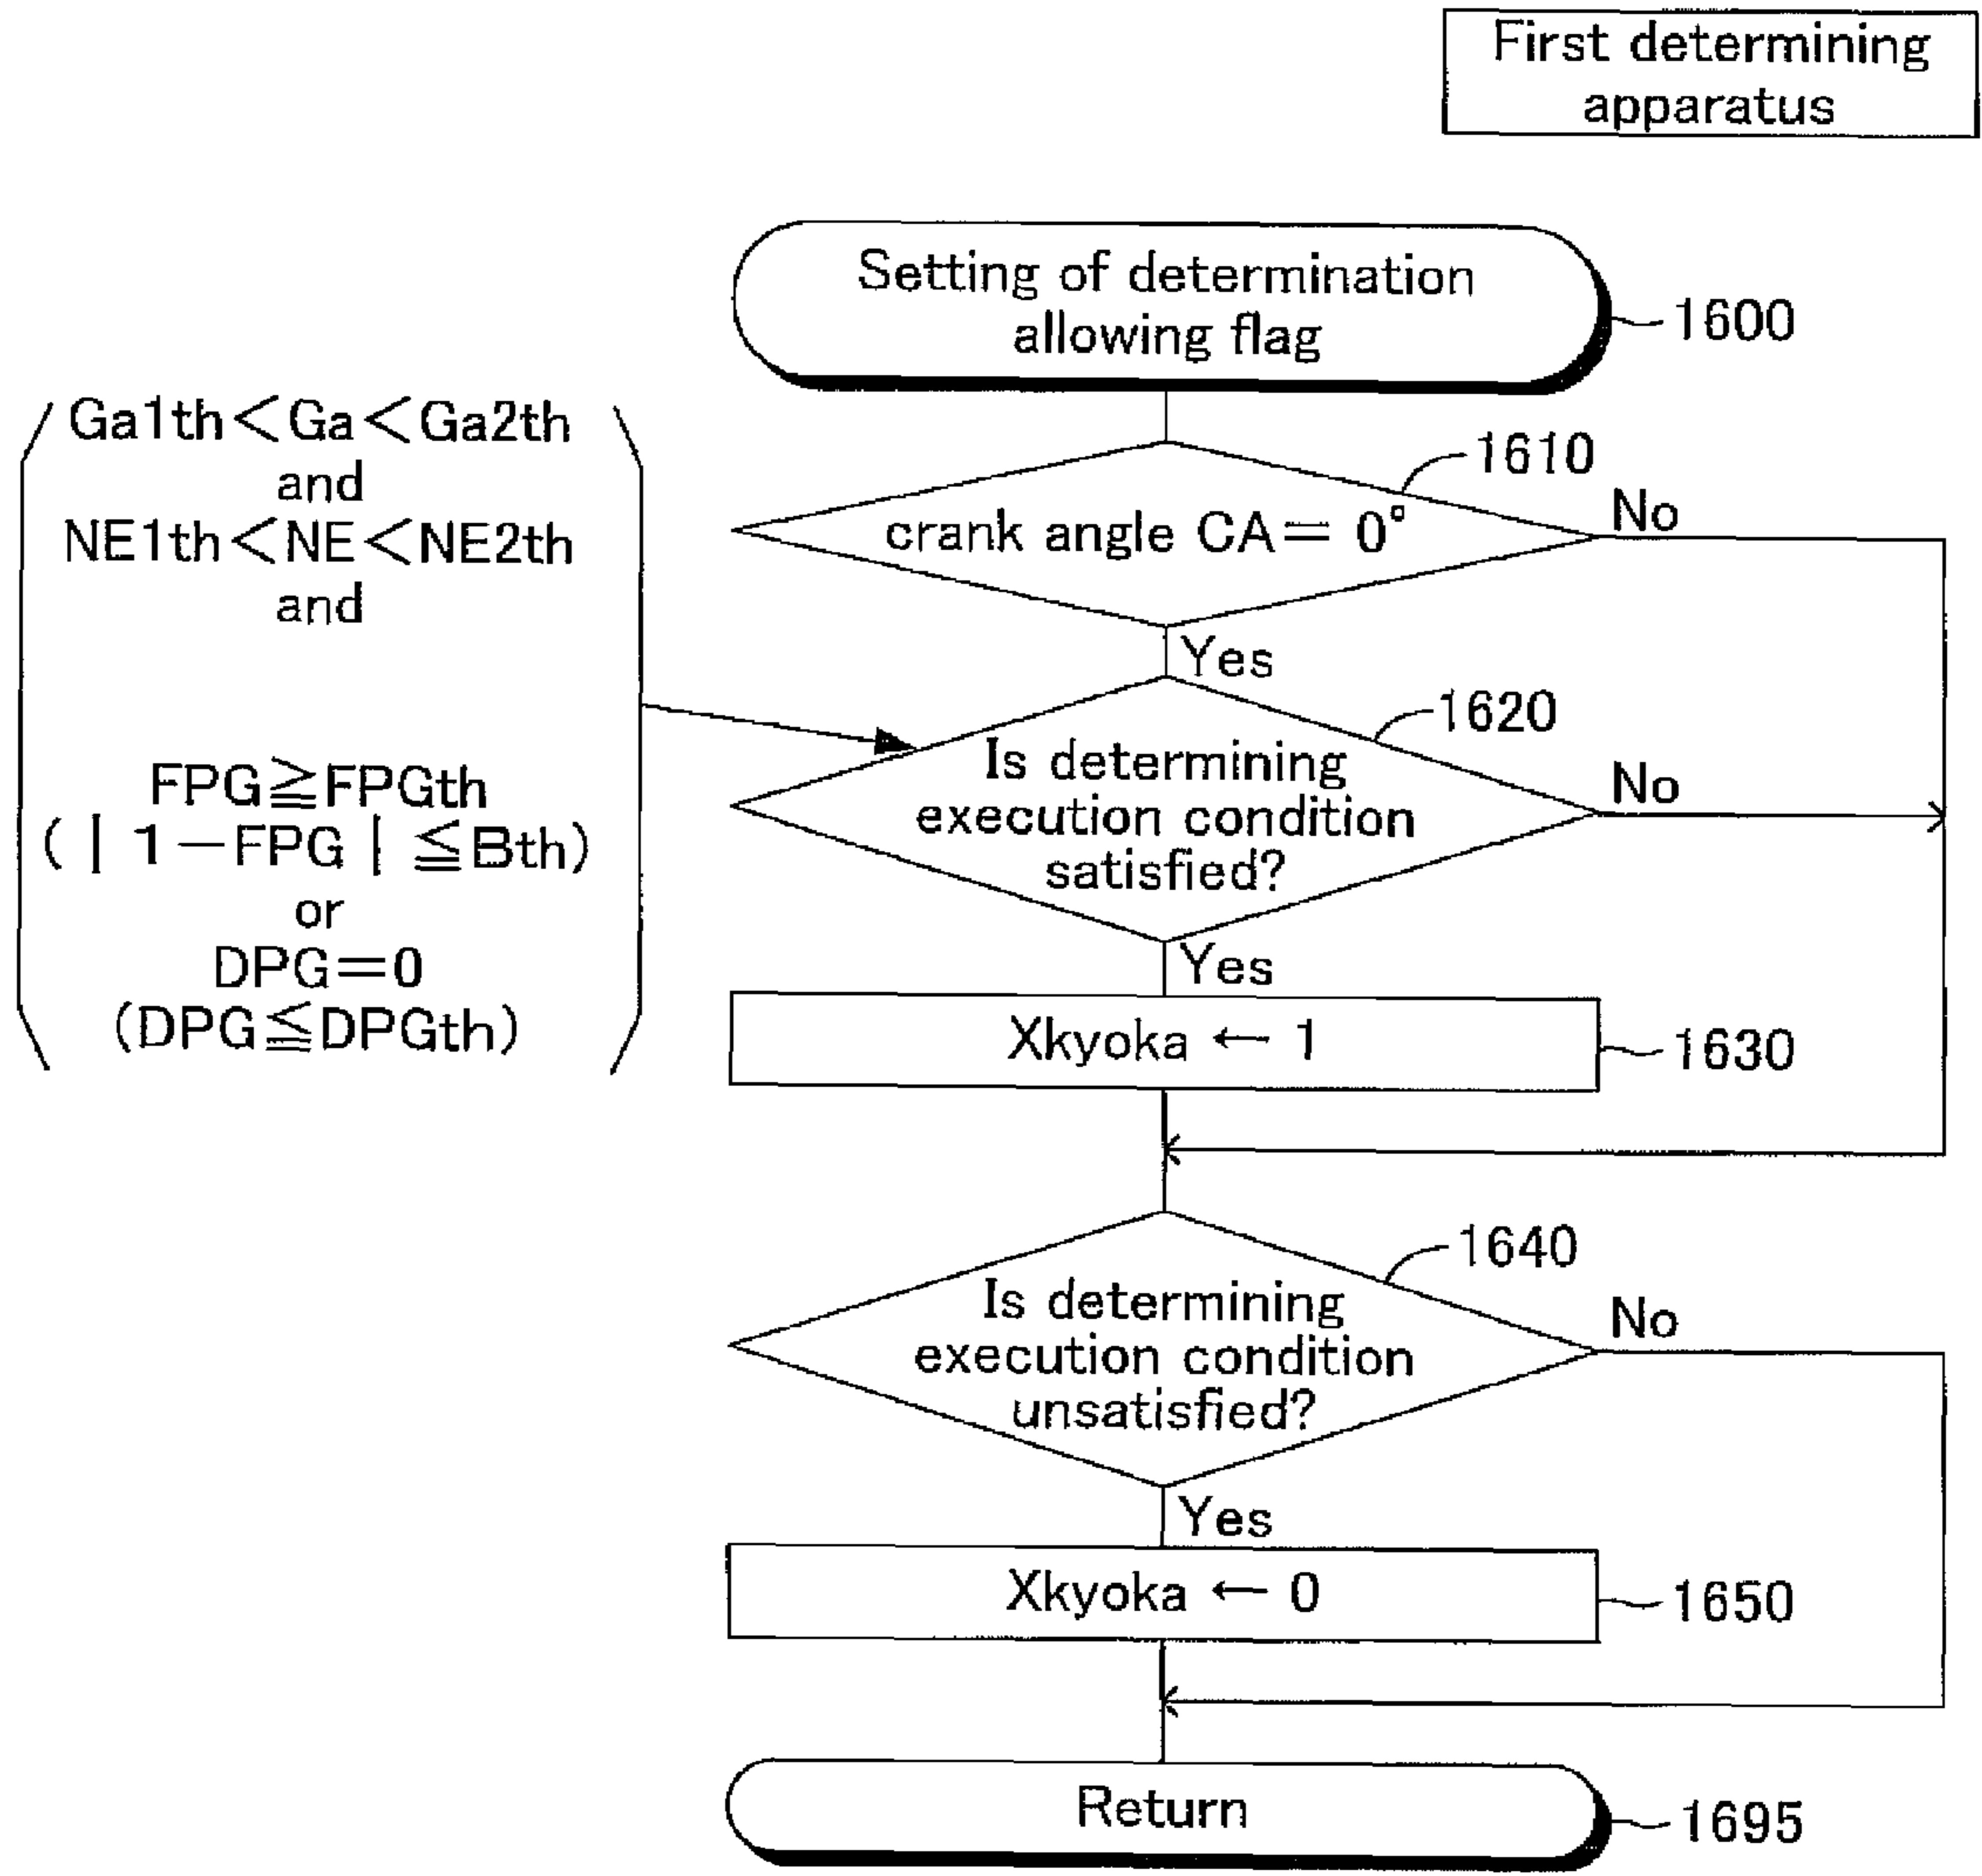 First determining
apparatus
Setting of determination
allowing flag
1600
Ga1th<Ga<Ga2th
and
NE1th<NE<NE2th
and
FPG≧FPGth
(|1-FPG|≦Bth)
or
DPG=0
(DPG≦DPGth)
1610
crank angle CA= 0°
No
Yes
1620
Is determining
execution condition
satisfied?
No
Yes
Xkyoka ← 1
1630
1640
Is determining
execution condition
unsatisfied?
No
Yes
Xkyoka ← 0
1650
Return
1695